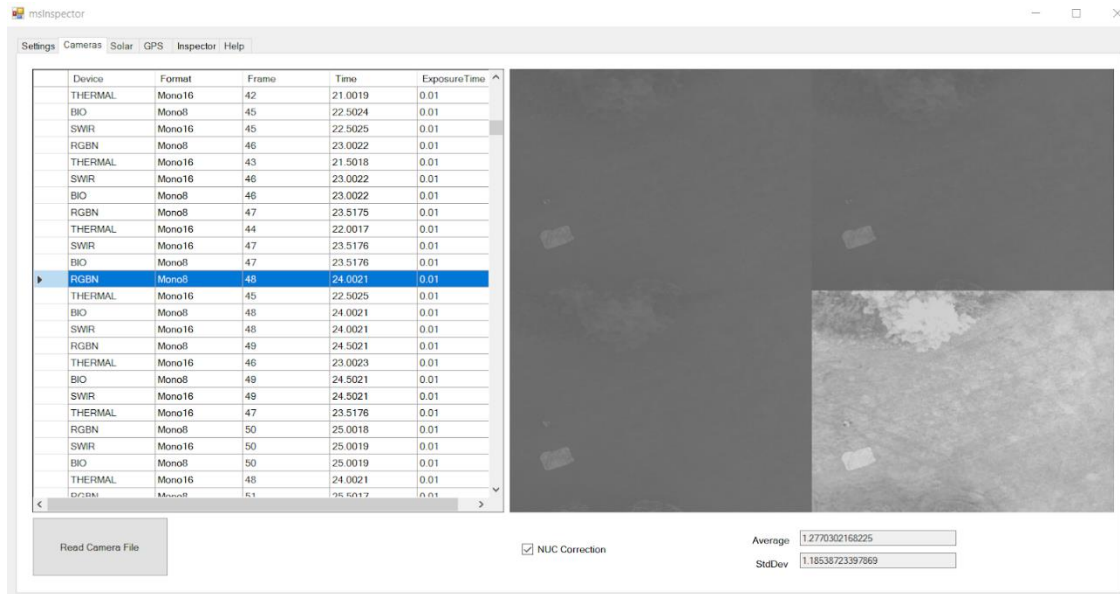 msInspector
Settings Cameras Solar GPS Inspector Help
Device Format Frame Time ExposureTime
THERMAL Mono16 42 21.0019 0.01
BIO Mono8 45 22.5024 0.01
SWIR Mono16 45 22.5025 0.01
RGBN Mono8 46 23.0022 0.01
THERMAL Mono16 43 21.5018 0.01
SWIR Mono16 46 23.0022 0.01
BIO Mono8 46 23.0022 0.01
RGBN Mono8 47 23.5175 0.01
THERMAL Mono16 44 22.0017 0.01
SWIR Mono16 47 23.5176 0.01
BIO Mono8 47 23.5176 0.01
RGBN Mono8 48 24.0021 0.01
THERMAL Mono16 45 22.5025 0.01
BIO Mono8 48 24.0021 0.01
SWIR Mono16 48 24.0021 0.01
RGBN Mono8 49 24.5021 0.01
THERMAL Mono16 46 23.0023 0.01
BIO Mono8 49 24.5021 0.01
SWIR Mono16 49 24.5021 0.01
THERMAL Mono16 47 23.5176 0.01
RGBN Mono8 50 25.0018 0.01
SWIR Mono16 50 25.0019 0.01
BIO Mono8 50 25.0019 0.01
THERMAL Mono16 48 24.0021 0.01
RGBN Mono8 51 25.5017 0.01
Read Camera File
NUC Correction
Average 1.2770302168225
StdDev 1.18538723397869